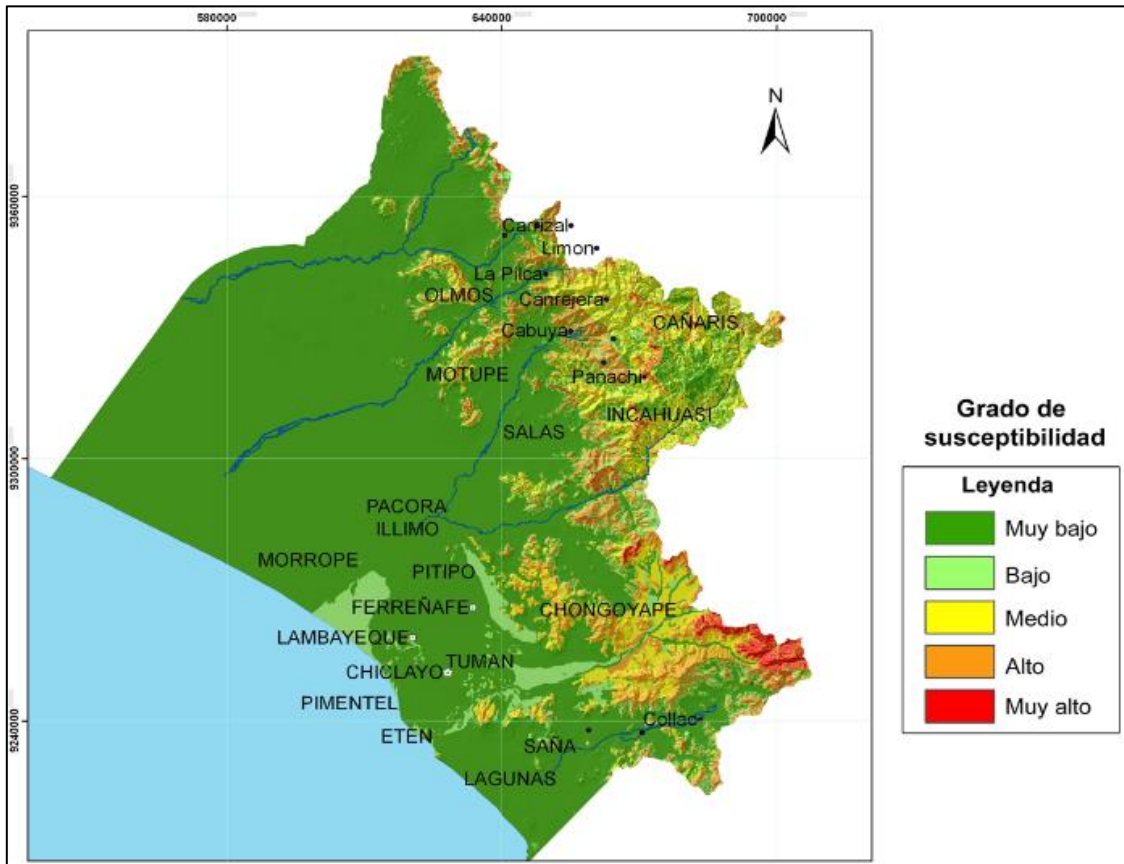 580000
640000
700000
N
9360000
9300000
9240000
Carrizal
Limon
La Pilca
OLMOS
Canrejera
CAÑARIS
Cabuya
MOTUPE
Panachi
INCAHUASI
SALAS
PACORA
ILLIMO
MORROPE
PITIPO
FERREÑAFE
CHONGOYAPE
LAMBAYEQUE
TUMAN
CHICLAYO
PIMENTEL
Collao
ETEN
SAÑA
LAGUNAS
Grado de
susceptibilidad
Leyenda
Muy bajo
Bajo
Medio
Alto
Muy alto